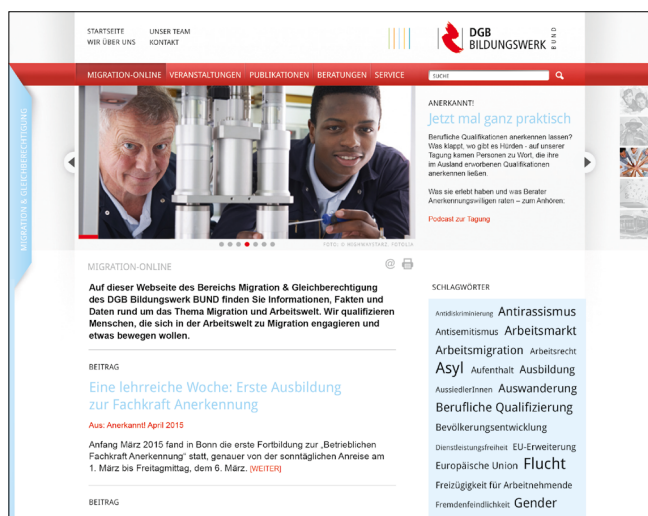 STARTSEITE
UNSER TEAM
WIR ÜBER UNS
KONTAKT
DGB
BILDUNGSWERK
BUND
MIGRATION-ONLINE
VERANSTALTUNGEN
PUBLIKATIONEN
BERATUNGEN
SERVICE
SUCHE
MIGRATION & GLEICHBERECHTIGUNG
ANERKANNT!
Jetzt mal ganz praktisch
Berufliche Qualifikationen anerkennen lassen?
Was klappt, wo gibt es Hürden - auf unserer
Tagung kamen Personen zu Wort, die ihre
im Ausland erworbenen Qualifikationen
anerkennen ließen.
Was sie erlebt haben und was Berater
Anerkennungswilligen raten – zum Anhören.
Podcast zur Tagung
FOTO: © HIGHWAYSTARZ, FOTOLIA
MIGRATION-ONLINE
@
Auf dieser Webseite des Bereichs Migration & Gleichberechtigung
des DGB Bildungswerk BUND finden Sie Informationen, Fakten und
Daten rund um das Thema Migration und Arbeitswelt. Wir qualifizieren
Menschen, die sich in der Arbeitswelt zu Migration engagieren und
etwas bewegen wollen.
BEITRAG
Eine lehrreiche Woche: Erste Ausbildung
zur Fachkraft Anerkennung
Aus: Anerkannt! April 2015
Anfang März 2015 fand in Bonn die erste Fortbildung zur „Betrieblichen
Fachkraft Anerkennung“ statt, genauer von der sonntäglichen Anreise am
1. März bis Freitagmittag, dem 6. März. [WEITER]
BEITRAG
SCHLAGWÖRTER
Antidiskriminierung Antirassismus
Antisemitismus Arbeitsmarkt
Arbeitsmigration Arbeitsrecht
Asyl Aufenthalt Ausbildung
AussiedlerInnen Auswanderung
Berufliche Qualifizierung
Bevölkerungsentwicklung
Dienstleistungsfreiheit EU-Erweiterung
Europäische Union Flucht
Freizügigkeit für Arbeitnehmende
Fremdenfeindlichkeit Gender